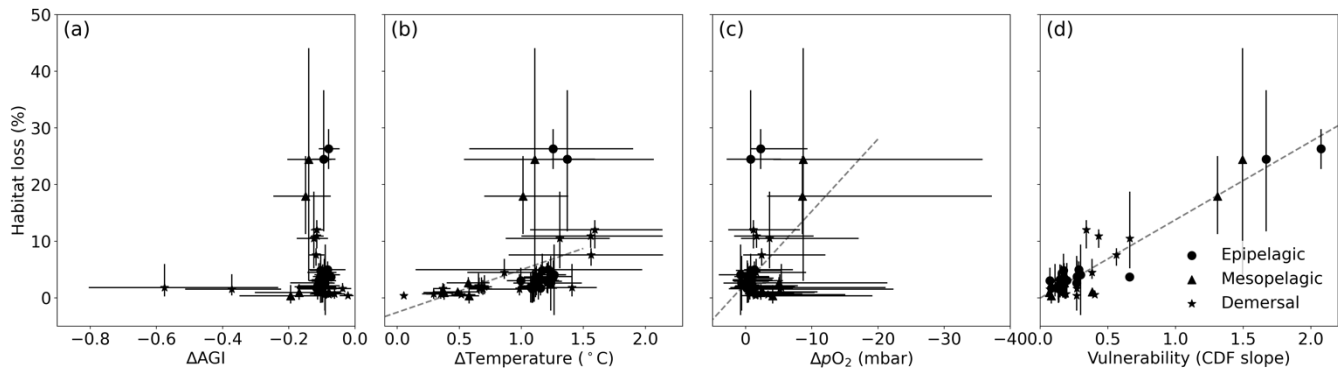 50
40
30
20
10
0
Habitat loss (%)
(a)
(b)
(c)
(d)
−0.8
−0.6
−0.4
−0.2
0.0
ΔAGI
0.0
0.5
1.0
1.5
2.0
ΔTemperature (°C)
0
−10
−20
−30
−40
ΔpO₂ (mbar)
0.0
0.5
1.0
1.5
2.0
Vulnerability (CDF slope)
Epipelagic
Mesopelagic
Demersal